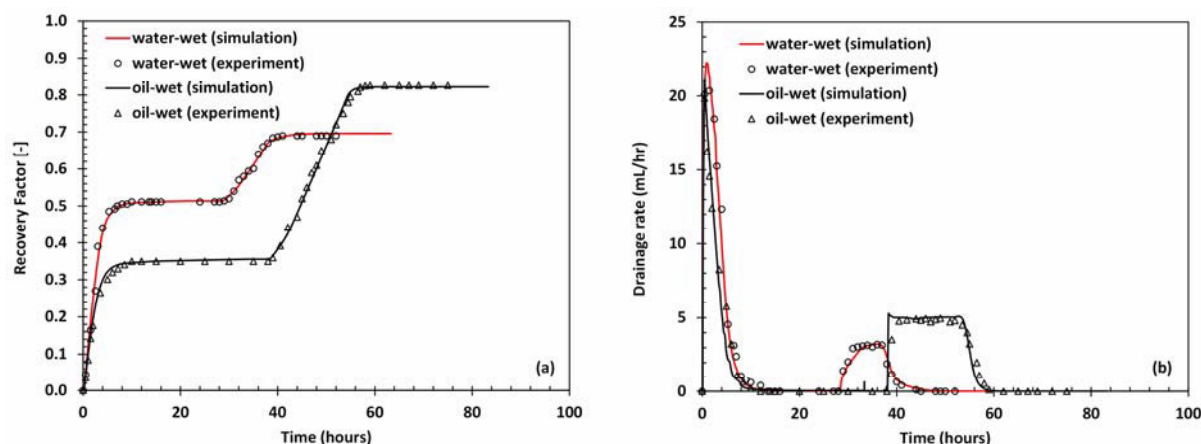 1.0
0.9
0.8
0.7
0.6
0.5
0.4
0.3
0.2
0.1
0.0
Recovery Factor [-]
water-wet (simulation)
water-wet (experiment)
oil-wet (simulation)
oil-wet (experiment)
(a)
0 20 40 60 80 100
Time (hours)
25
20
15
10
5
0
Drainage rate (mL/hr)
water-wet (simulation)
water-wet (experiment)
oil-wet (simulation)
oil-wet (experiment)
(b)
0 20 40 60 80 100
Time (hours)